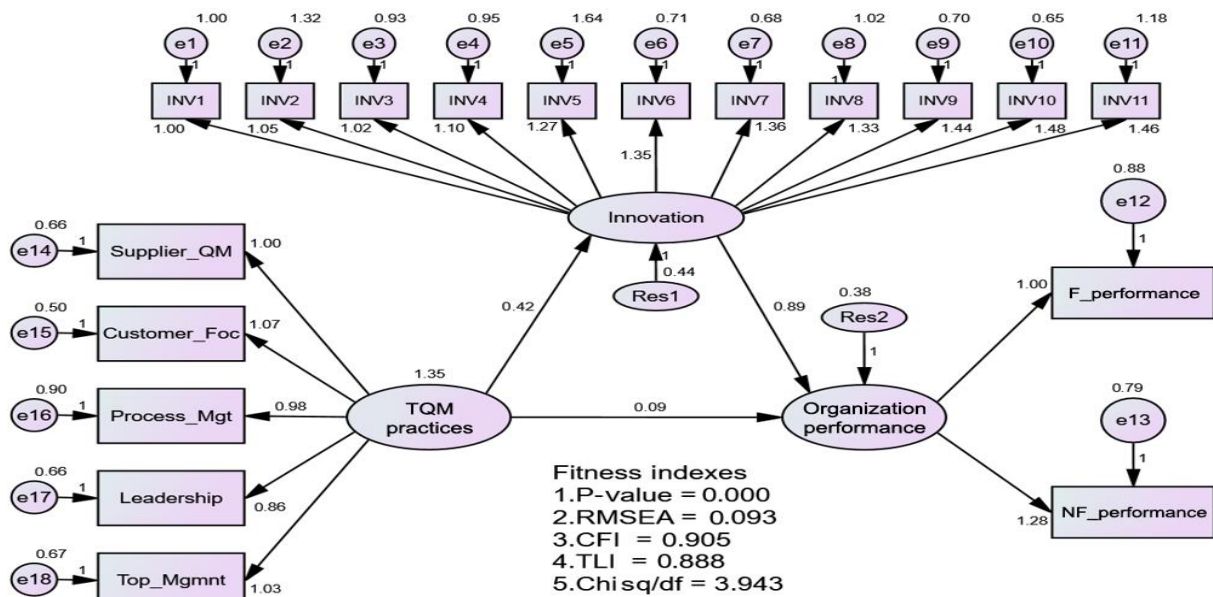 1.00 1.32 0.93 0.95 1.64 0.71 0.68 1.02 0.70 0.65 1.18
e1 e2 e3 e4 e5 e6 e7 e8 e9 e10 e11
1 1 1 1 1 1 1 1 1 1 1
INV1 INV2 INV3 INV4 INV5 INV6 INV7 INV8 INV9 INV10 INV11
1.00 1.05 1.02 1.10 1.27 1.35 1.36 1.33 1.44 1.48 1.46
Innovation
1
0.44
Res1
0.42
0.89
0.66
e14 1 Supplier_QM 1.00
0.50
e15 1 Customer_Foc 1.07
0.90
e16 1 Process_Mgt 0.98
0.66
e17 1 Leadership 0.86
0.67
e18 1 Top_Mgmnt 1.03
1.35
TQM
practices
0.09
0.38
Res2
1
Organization
performance
0.88
e12
1
1.00 F_performance
0.79
e13
1
1.28 NF_performance
Fitness indexes
1.P-value = 0.000
2.RMSEA = 0.093
3.CFI = 0.905
4.TLI = 0.888
5.Chisq/df = 3.943